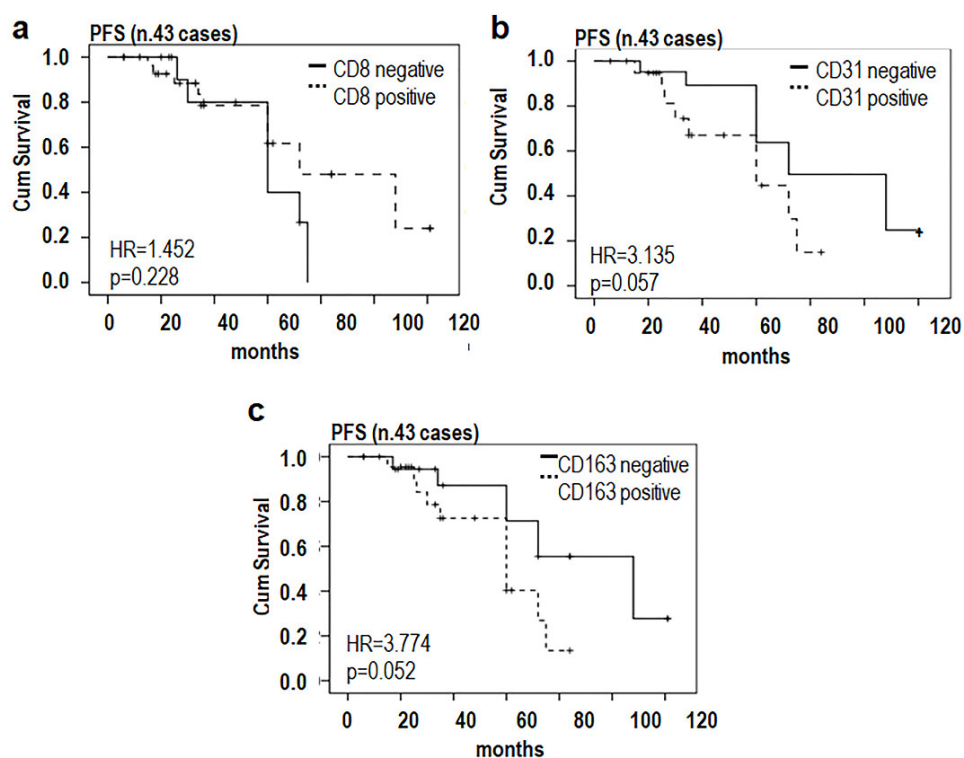 a
PFS (n.43 cases)
1.0
0.8
0.6
0.4
0.2
0.0
Cum Survival
CD8 negative
CD8 positive
HR=1.452
p=0.228
0 20 40 60 80 100 120
months
b
PFS (n.43 cases)
1.0
0.8
0.6
0.4
0.2
0.0
Cum Survival
CD31 negative
CD31 positive
HR=3.135
p=0.057
0 20 40 60 80 100 120
months
c
PFS (n.43 cases)
1.0
0.8
0.6
0.4
0.2
0.0
Cum Survival
CD163 negative
CD163 positive
HR=3.774
p=0.052
0 20 40 60 80 100 120
months